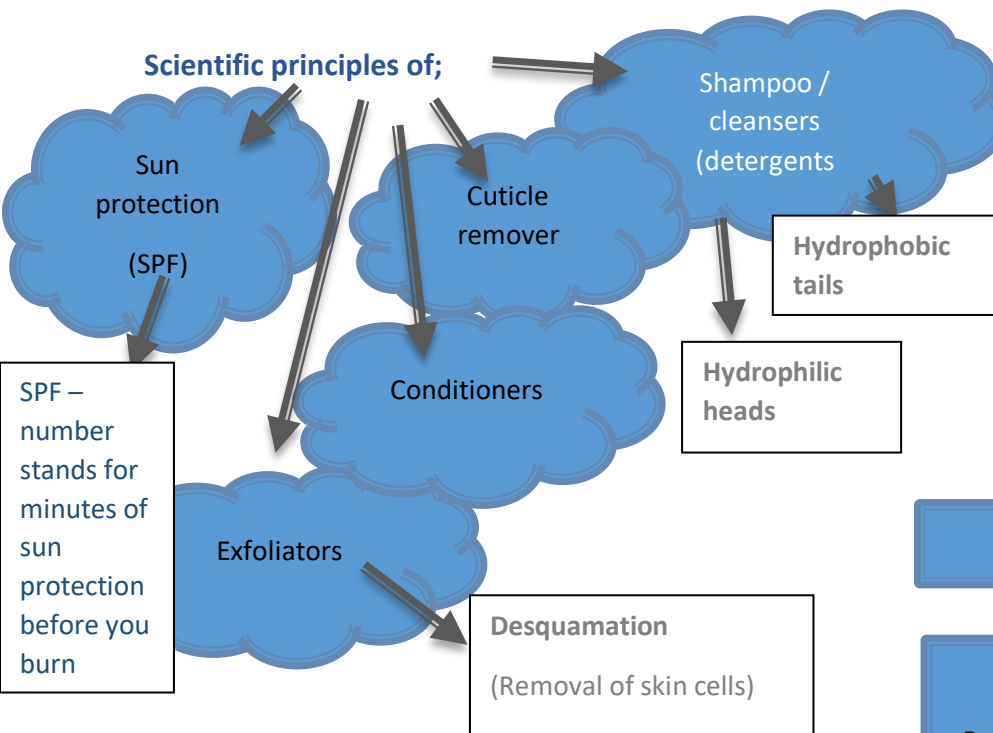 Scientific principles of;
Shampoo /
cleansers
(detergents
Sun
protection
(SPF)
Cuticle
remover
Hydrophobic
tails
Hydrophilic
heads
Conditioners
SPF –
number
stands for
minutes of
sun
protection
before you
burn
Exfoliators
Desquamation
(Removal of skin cells)